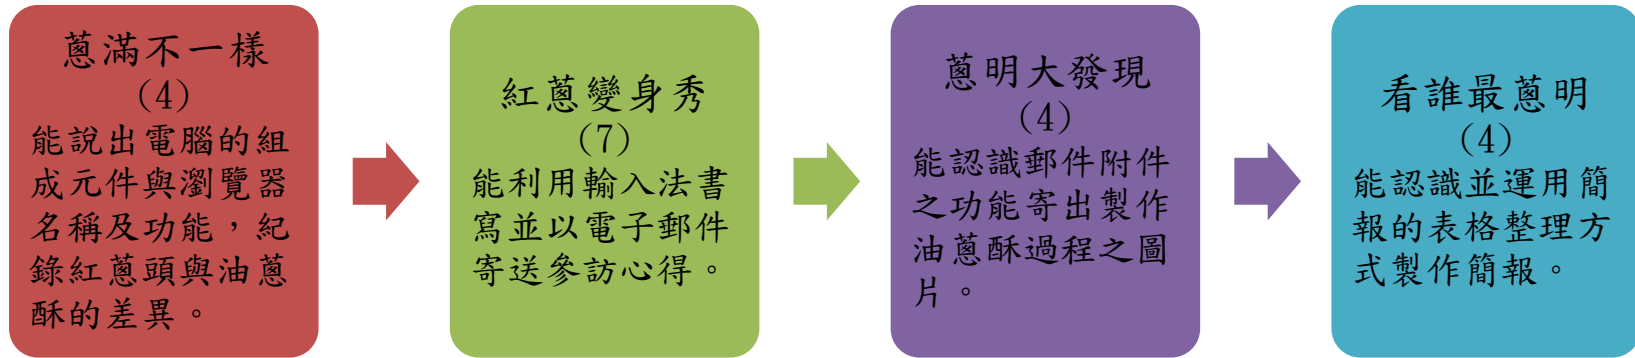 蔥滿不一樣
(4)
能說出電腦的組
成元件與瀏覽器
名稱及功能，紀
錄紅蔥頭與油蔥
酥的差異。
紅蔥變身秀
(7)
能利用輸入法書
寫並以電子郵件
寄送參訪心得。
蔥明大發現
(4)
能認識郵件附件
之功能寄出製作
油蔥酥過程之圖
片。
看誰最蔥明
(4)
能認識並運用簡
報的表格整理方
式製作簡報。